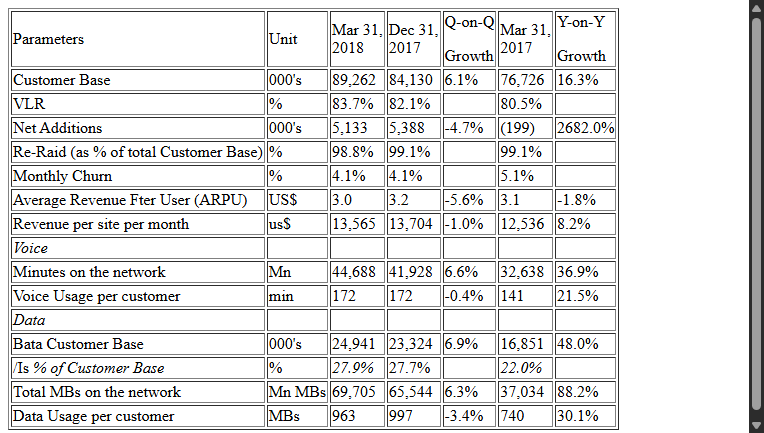 Parameters Unit Mar 31, 2018 Dec 31, 2017 Q-on-Q Growth Mar 31, 2017 Y-on-Y Growth
Customer Base 000's 89,262 84,130 6.1% 76,726 16.3%
VLR % 83.7% 82.1% 80.5%
Net Additions 000's 5,133 5,388 -4.7% (199) 2682.0%
Re-Raid (as % of total Customer Base) % 98.8% 99.1% 99.1%
Monthly Churn % 4.1% 4.1% 5.1%
Average Revenue Fter User (ARPU) US$ 3.0 3.2 -5.6% 3.1 -1.8%
Revenue per site per month us$ 13,565 13,704 -1.0% 12,536 8.2%
Voice
Minutes on the network Mn 44,688 41,928 6.6% 32,638 36.9%
Voice Usage per customer min 172 172 -0.4% 141 21.5%
Data
Bata Customer Base 000's 24,941 23,324 6.9% 16,851 48.0%
/Is % of Customer Base % 27.9% 27.7% 22.0%
Total MBs on the network Mn MBs 69,705 65,544 6.3% 37,034 88.2%
Data Usage per customer MBs 963 997 -3.4% 740 30.1%